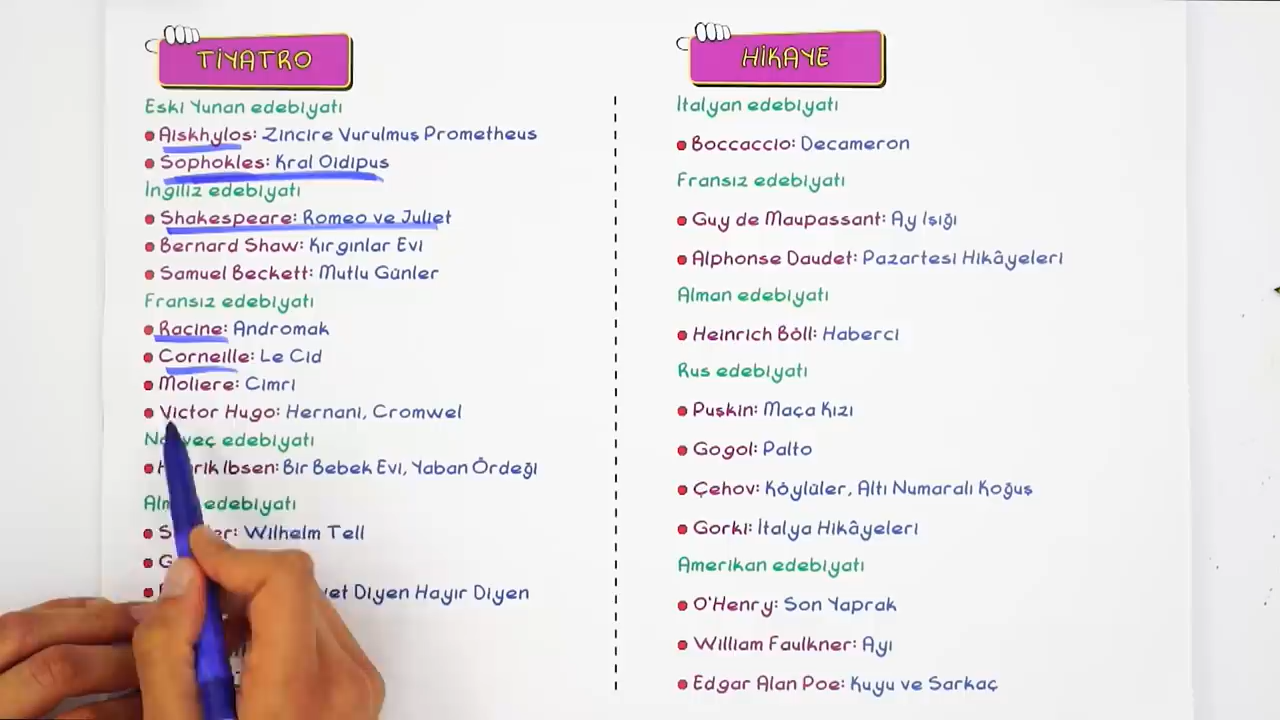 TİYATRO
Eski Yunan edebiyatı
Aiskhylos: Zincire Vurulmuş Prometheus
Sophokles: Kral Oidipus
İngiliz edebiyatı
Shakespeare: Romeo ve Juliet
Bernard Shaw: Kırgınlar Evi
Samuel Beckett: Mutlu Günler
Fransız edebiyatı
Racine: Andromak
Corneille: Le Cid
Moliere: Cimri
Victor Hugo: Hernani, Cromwel
edebiyatı
Ibsen: Bir Bebek Evi, Yaban Ördeği
edebiyatı
Wilhelm Tell
Diyen Hayır Diyen
HİKAYE
İtalyan edebiyatı
Boccaccio: Decameron
Fransız edebiyatı
Guy de Maupassant: Ay Işığı
Alphonse Daudet: Pazartesi Hikâyeleri
Alman edebiyatı
Heinrich Böll: Haberci
Rus edebiyatı
Puşkin: Maça Kızı
Gogol: Palto
Çehov: Köylüler, Altı Numaralı Koğuş
Gorki: İtalya Hikâyeleri
Amerikan edebiyatı
O'Henry: Son Yaprak
William Faulkner: Ayı
Edgar Alan Poe: Kuyu ve Sarkaç